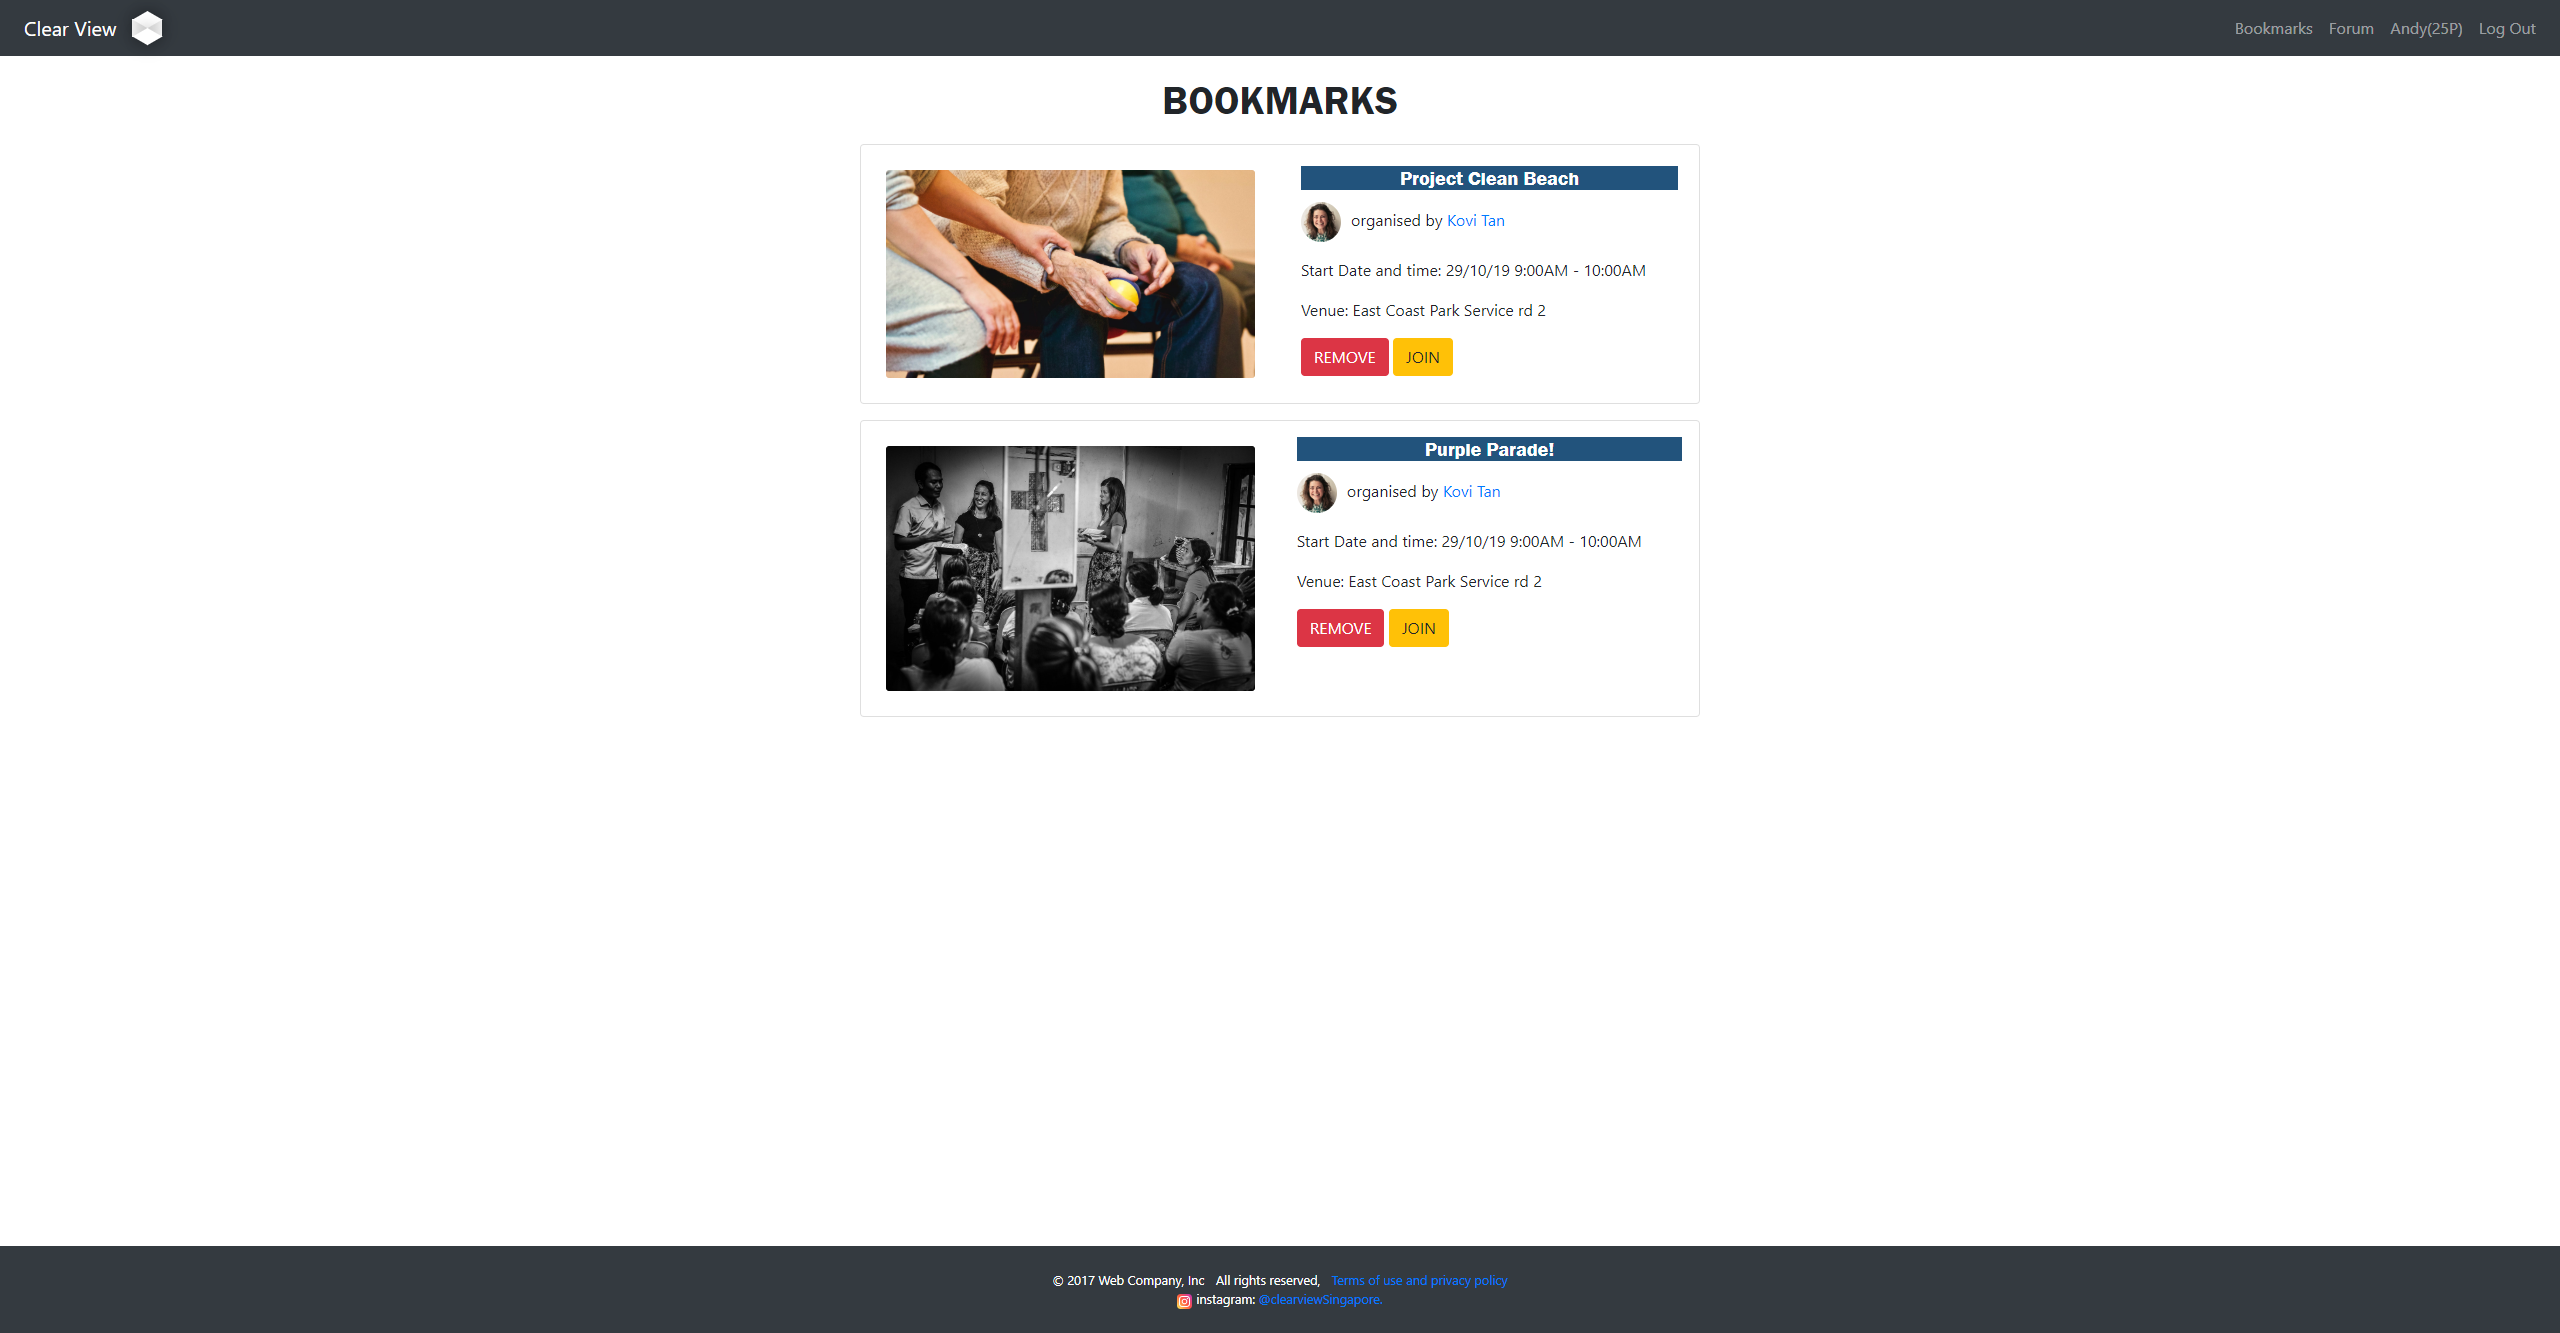 Clear View
Bookmarks Forum Andy(25P) Log Out
BOOKMARKS
Project Clean Beach
organised by Kovi Tan
Start Date and time: 29/10/19 9:00AM - 10:00AM
Venue: East Coast Park Service rd 2
REMOVE JOIN
Purple Parade!
organised by Kovi Tan
Start Date and time: 29/10/19 9:00AM - 10:00AM
Venue: East Coast Park Service rd 2
REMOVE JOIN
© 2017 Web Company, Inc All rights reserved, Terms of use and privacy policy
instagram: @clearviewSingapore.